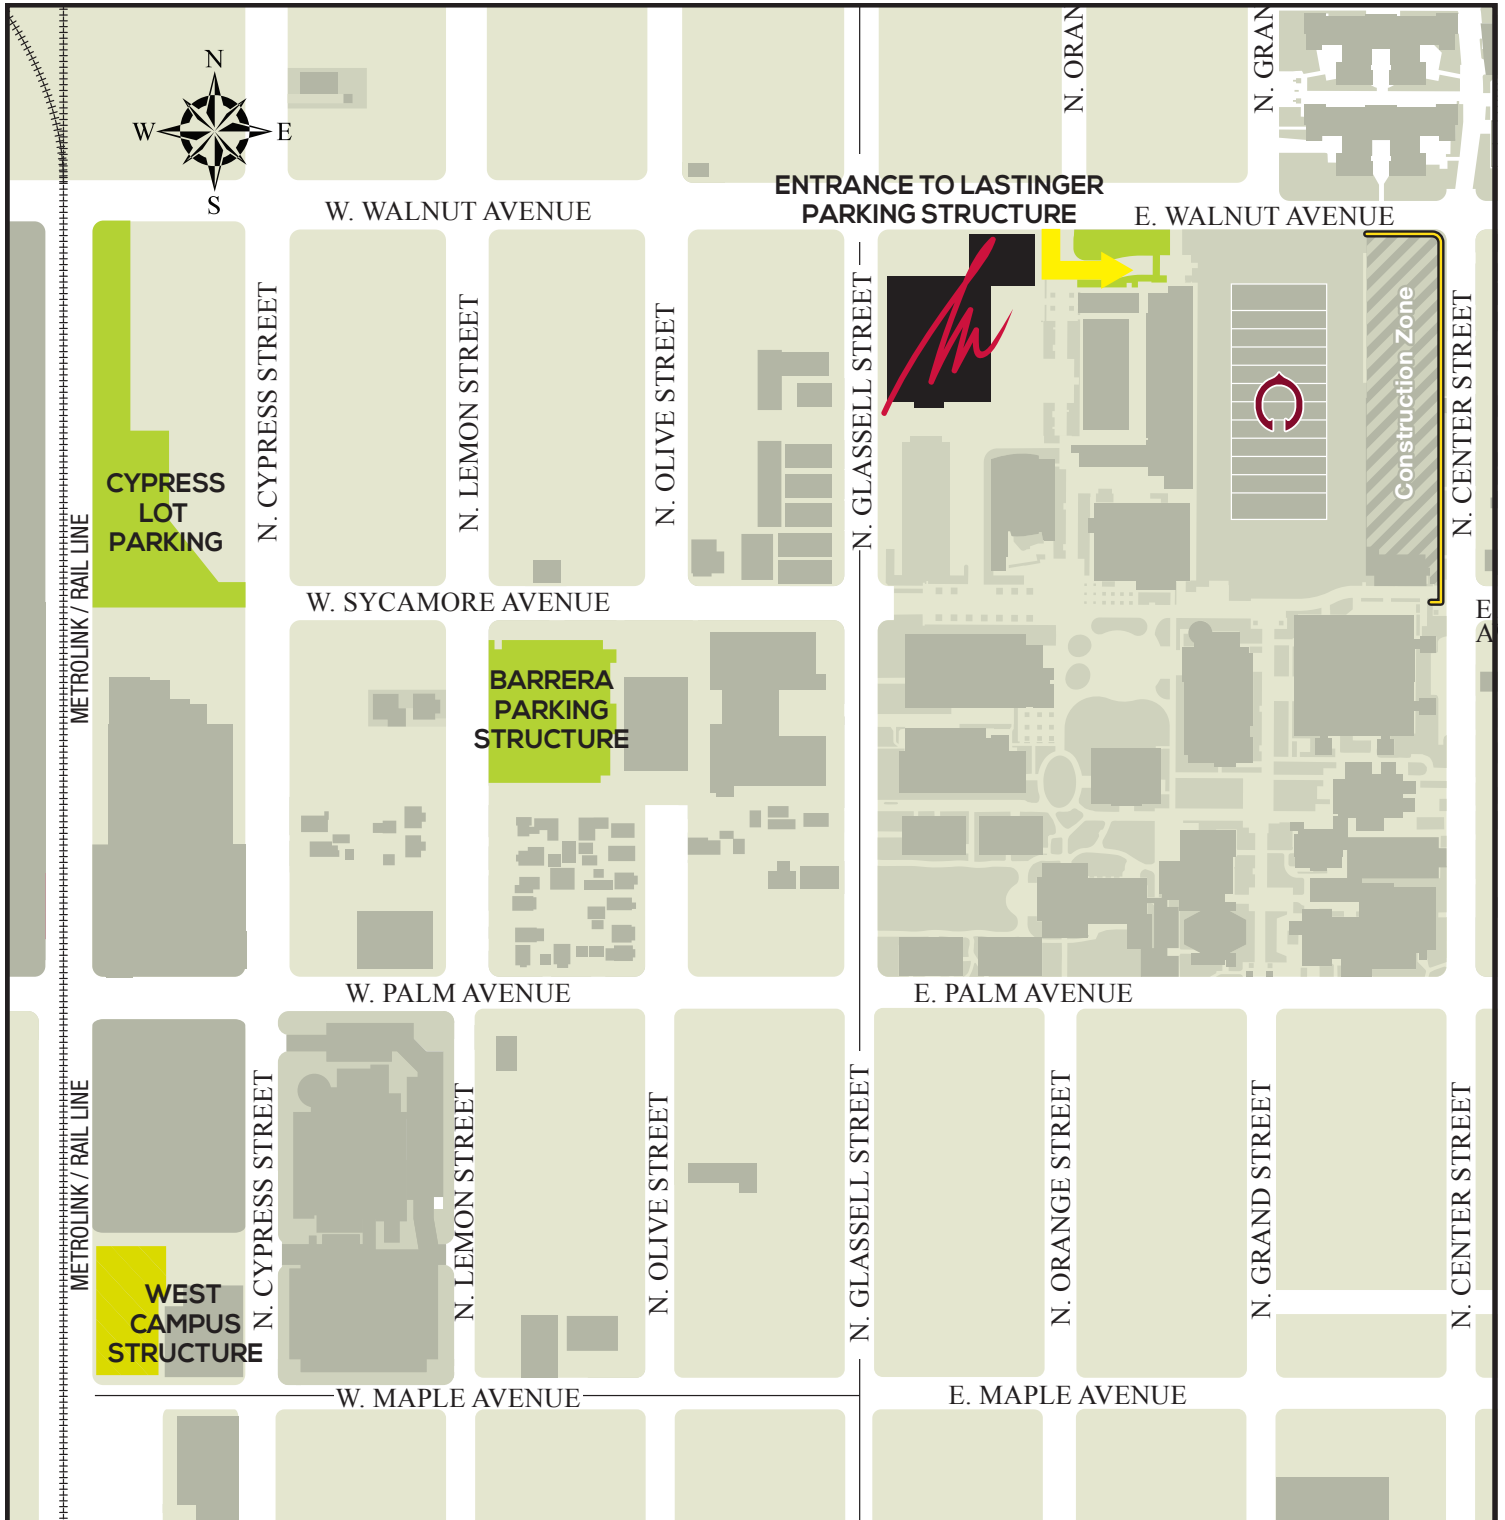 N. ORAN
N. GRAN
N
W
E
S
W. WALNUT AVENUE
ENTRANCE TO LASTINGER
PARKING STRUCTURE
E. WALNUT AVENUE
N. CYPRESS STREET
N. LEMON STREET
N. OLIVE STREET
N. GLASSELL STREET
Construction Zone
N. CENTER STREET
CYPRESS
LOT
PARKING
METROLINK / RAIL LINE
W. SYCAMORE AVENUE
E
A
BARRERA
PARKING
STRUCTURE
W. PALM AVENUE
E. PALM AVENUE
METROLINK / RAIL LINE
N. CYPRESS STREET
N. LEMON STREET
N. OLIVE STREET
N. GLASSELL STREET
N. ORANGE STREET
N. GRAND STREET
N. CENTER STREET
WEST
CAMPUS
STRUCTURE
W. MAPLE AVENUE
E. MAPLE AVENUE